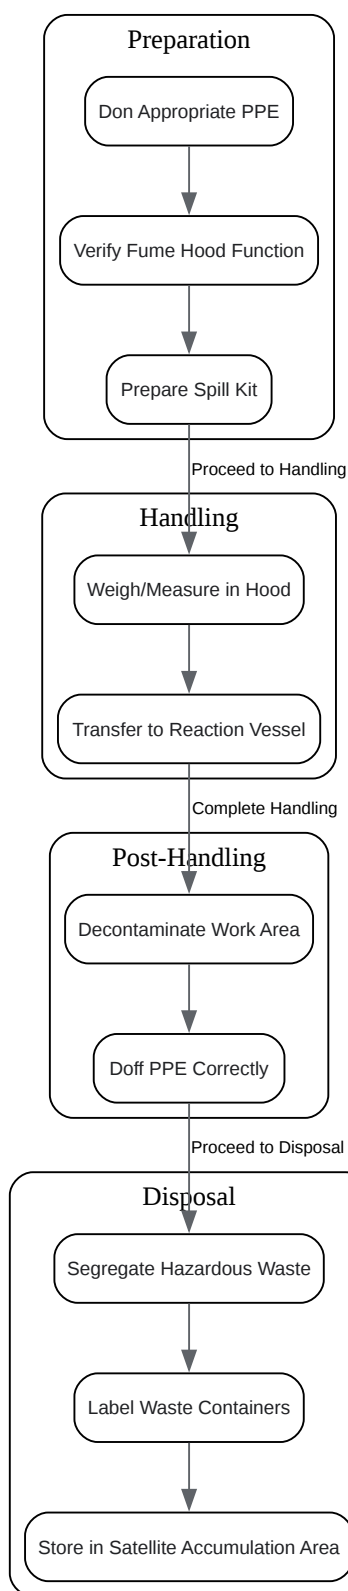 Preparation
Don Appropriate PPE
Verify Fume Hood Function
Prepare Spill Kit
Proceed to Handling
Handling
Weigh/Measure in Hood
Transfer to Reaction Vessel
Complete Handling
Post-Handling
Decontaminate Work Area
Doff PPE Correctly
Proceed to Disposal
Disposal
Segregate Hazardous Waste
Label Waste Containers
Store in Satellite Accumulation Area